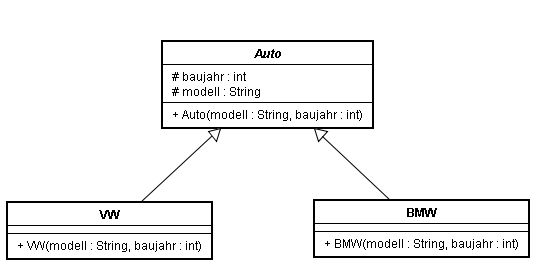 Auto
# baujahr : int
# modell : String
+ Auto(modell : String, baujahr : int)
VW
+ VW(modell : String, baujahr : int)
BMW
+ BMW(modell : String, baujahr : int)